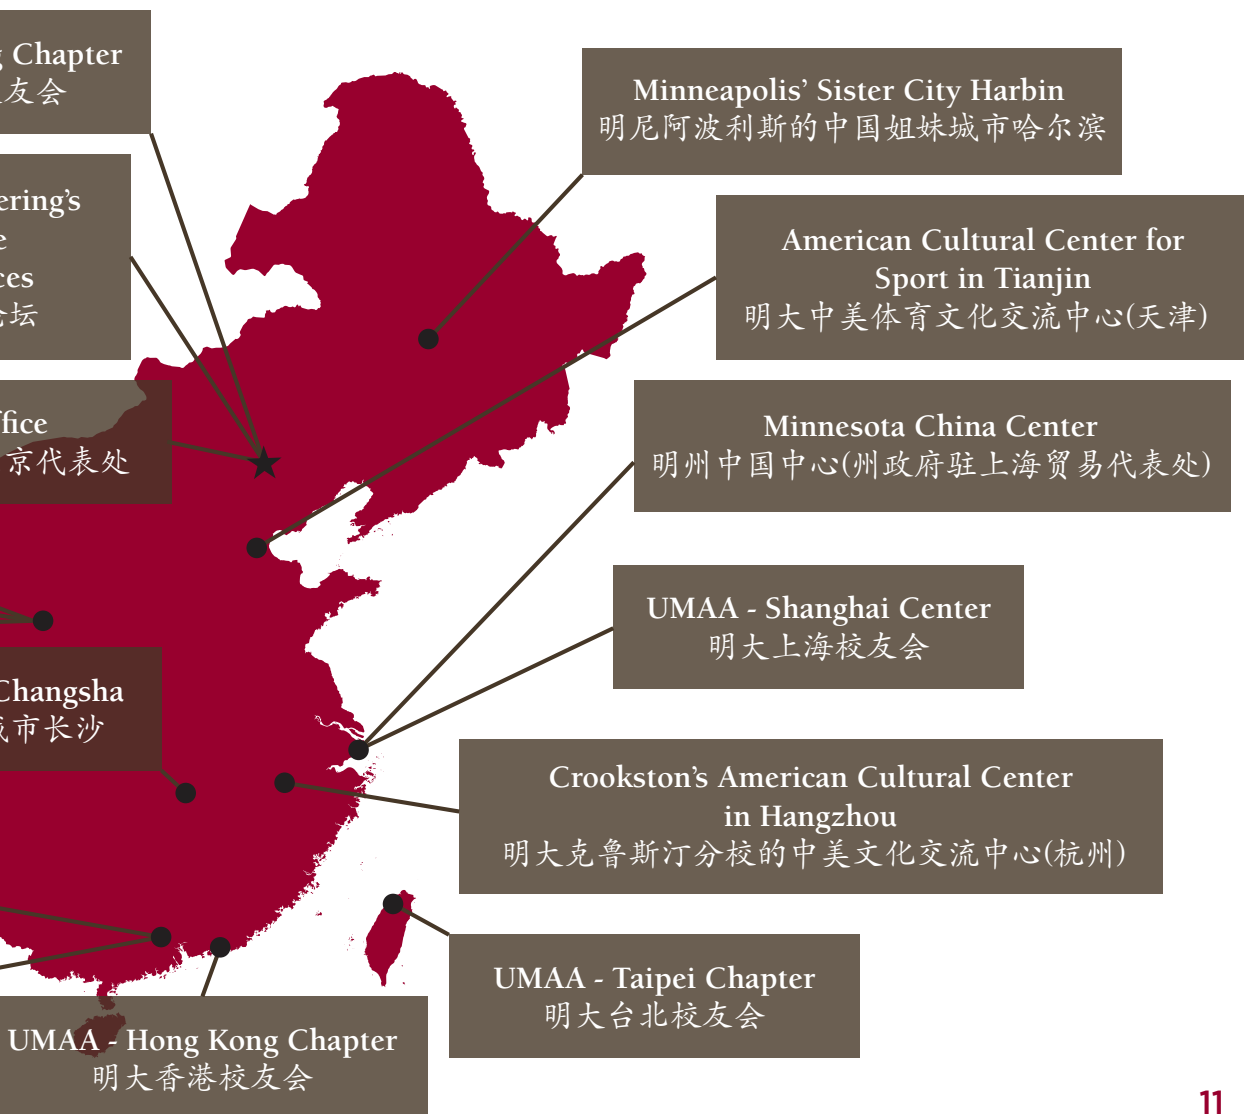 Chapter
友会
Minneapolis’ Sister City Harbin
明尼阿波利斯的中国姐妹城市哈尔滨
American Cultural Center for
Sport in Tianjin
明大中美体育文化交流中心(天津)
坛
Minnesota China Center
明州中国中心(州政府驻上海贸易代表处)
京代表处
UMAA - Shanghai Center
明大上海校友会
Changsha
市长沙
Crookston’s American Cultural Center
in Hangzhou
明大克鲁斯汀分校的中美文化交流中心(杭州)
UMAA - Taipei Chapter
明大台北校友会
UMAA - Hong Kong Chapter
明大香港校友会
11